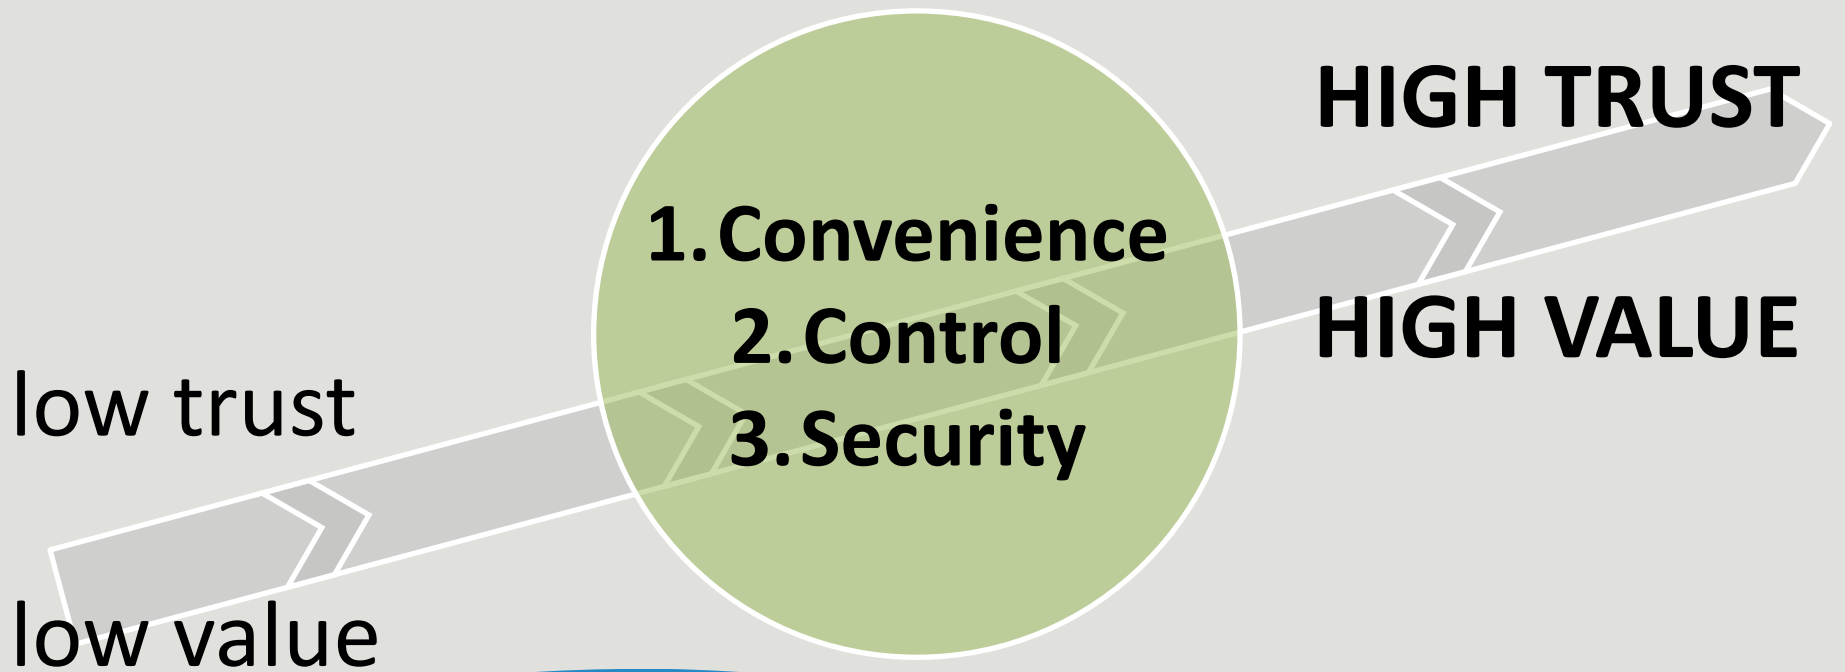 HIGH TRUST
1. Convenience
2. Control
HIGH VALUE
low trust
3. Security
low value